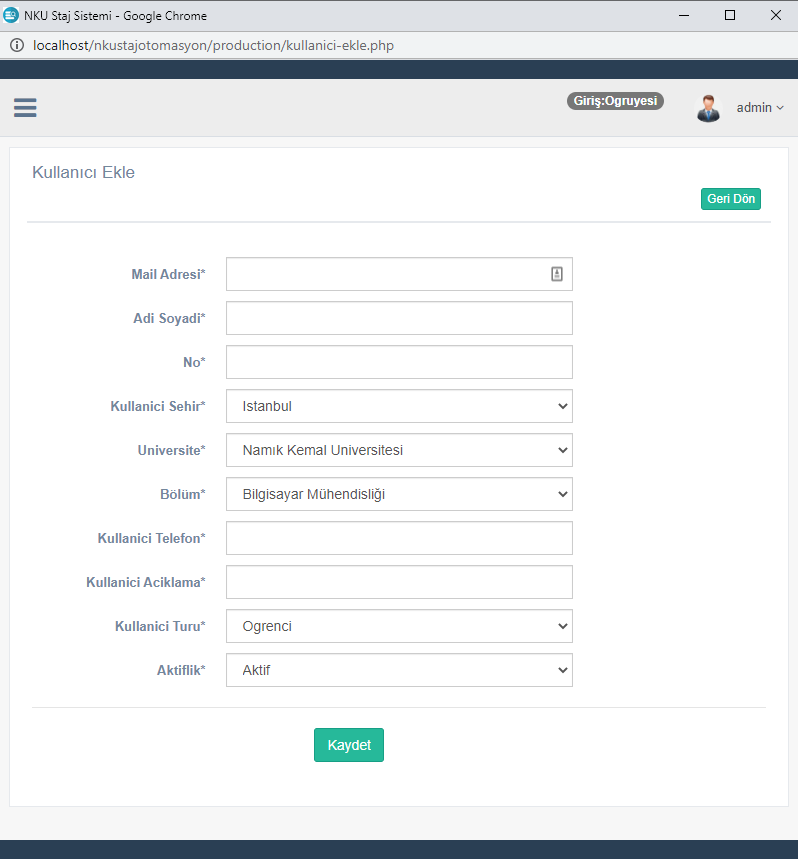 NKU Staj Sistemi - Google Chrome
localhost/nkustajotomasyon/production/kullanici-ekle.php
Giriş:Ogruyesi
admin
Kullanıcı Ekle
Geri Dön
Mail Adresi*
Adi Soyadi*
No*
Kullanici Sehir* Istanbul
Universite* Namık Kemal Universitesi
Bölüm* Bilgisayar Mühendisliği
Kullanici Telefon*
Kullanici Aciklama*
Kullanici Turu* Ogrenci
Aktiflik* Aktif
Kaydet